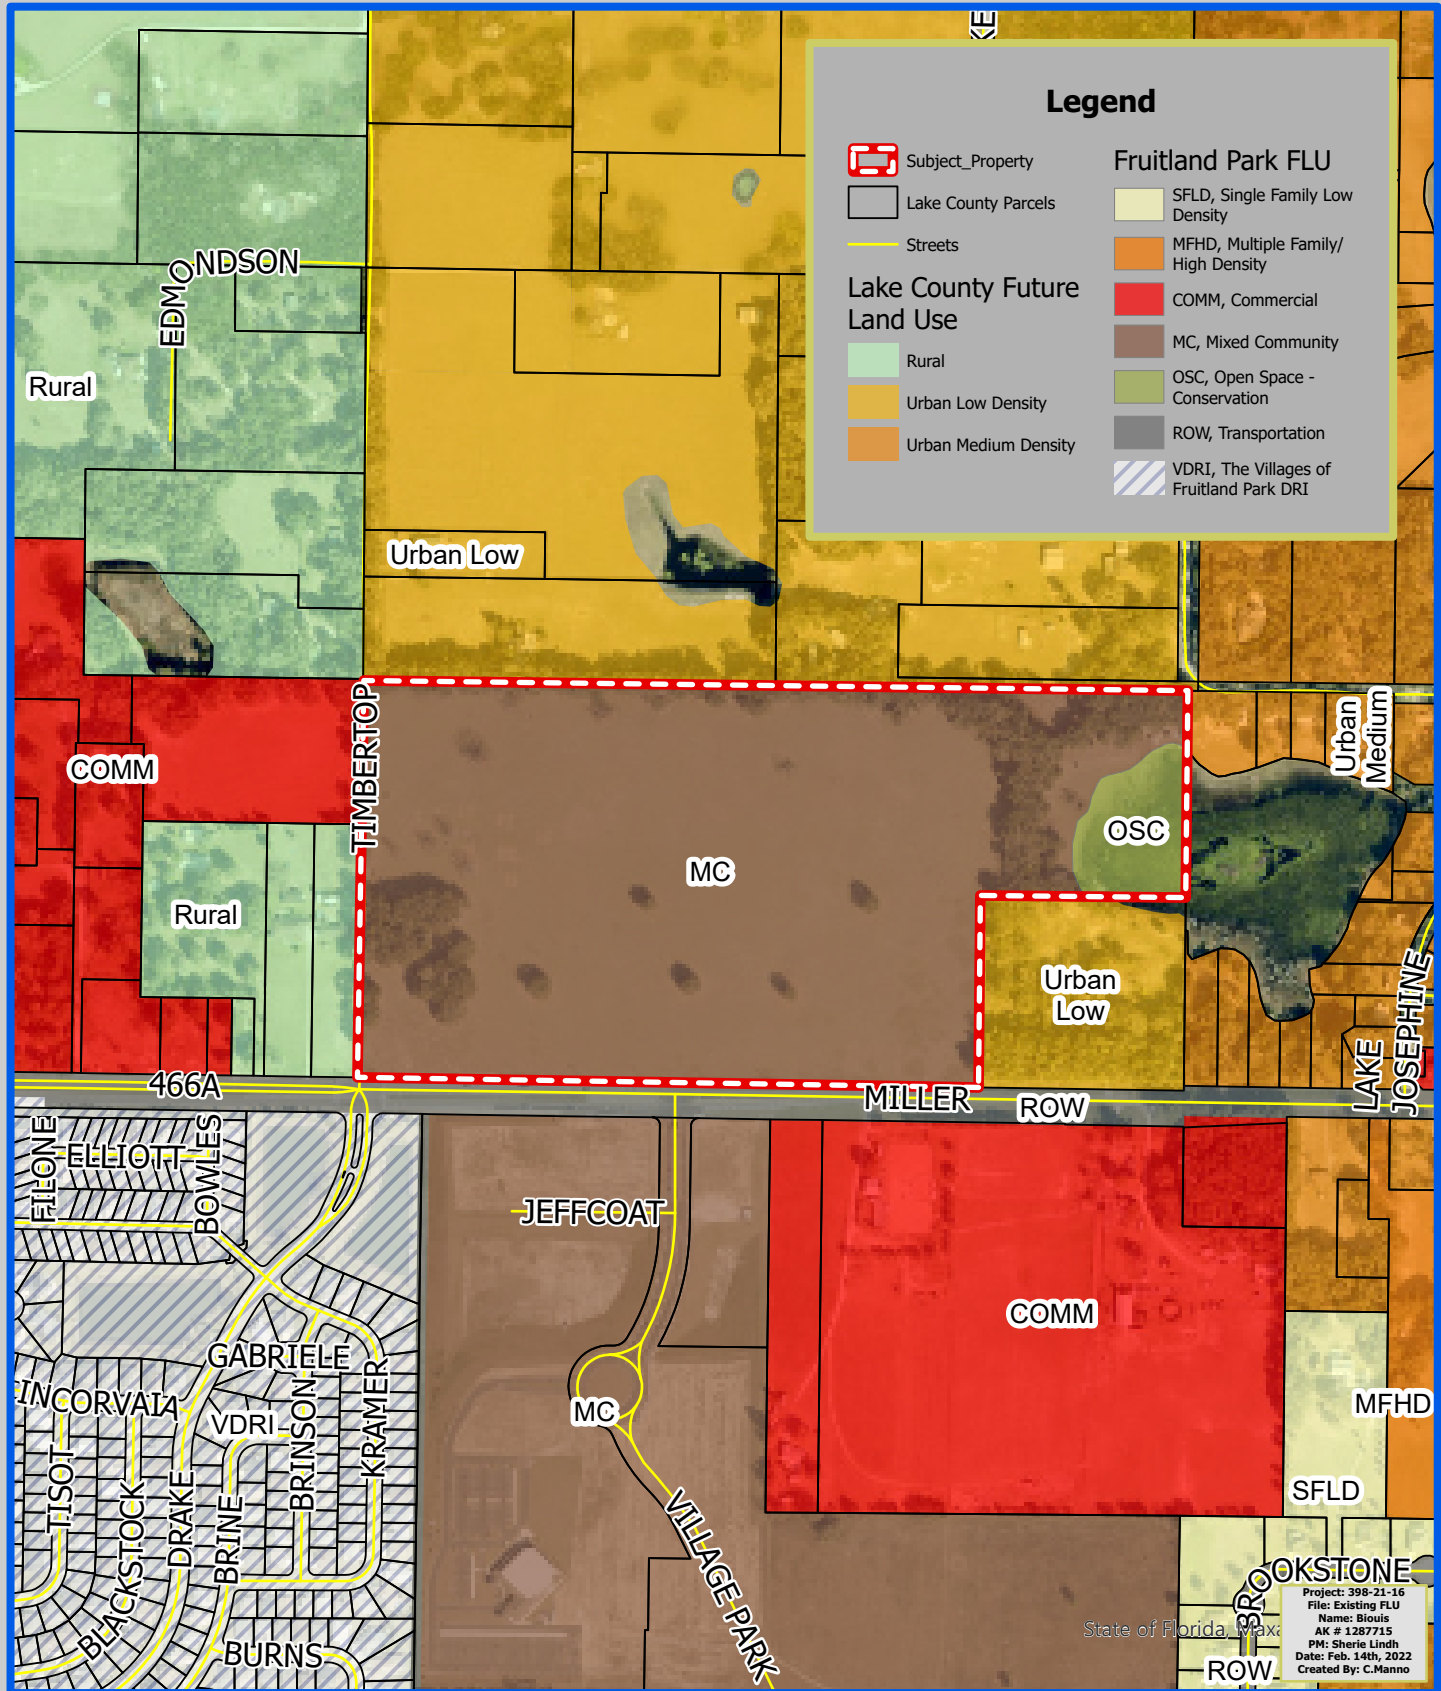 KE
Legend
Subject_Property
Lake County Parcels
Streets
Lake County Future
Land Use
Rural
Urban Low Density
Urban Medium Density
Fruitland Park FLU
SFLD, Single Family Low
Density
MFHD, Multiple Family/
High Density
COMM, Commercial
MC, Mixed Community
OSC, Open Space -
Conservation
ROW, Transportation
VDRI, The Villages of
Fruitland Park DRI
EDMONDSON
Rural
Urban Low
TIMBERTOP
COMM
Urban
Medium
OSC
MC
Rural
Urban
Low
LAKE
JOSEPHINE
466A
MILLER
ROW
FILONE
ELLIOTT
BOWLES
JEFFCOAT
COMM
GABRIELE
INCORVAIA
VDRI
BRINSON
KRAMER
MC
MFHD
TISOT
BLACKSTOCK
DRAKE
BRINE
SFLD
VILLAGE PARK
BROOKSTONE
BURNS
State of Florida, Maxa
ROW
Project: 398-21-16
File: Existing FLU
Name: Biouis
AK # 1287715
PM: Sherie Lindh
Date: Feb. 14th, 2022
Created By: C.Manno